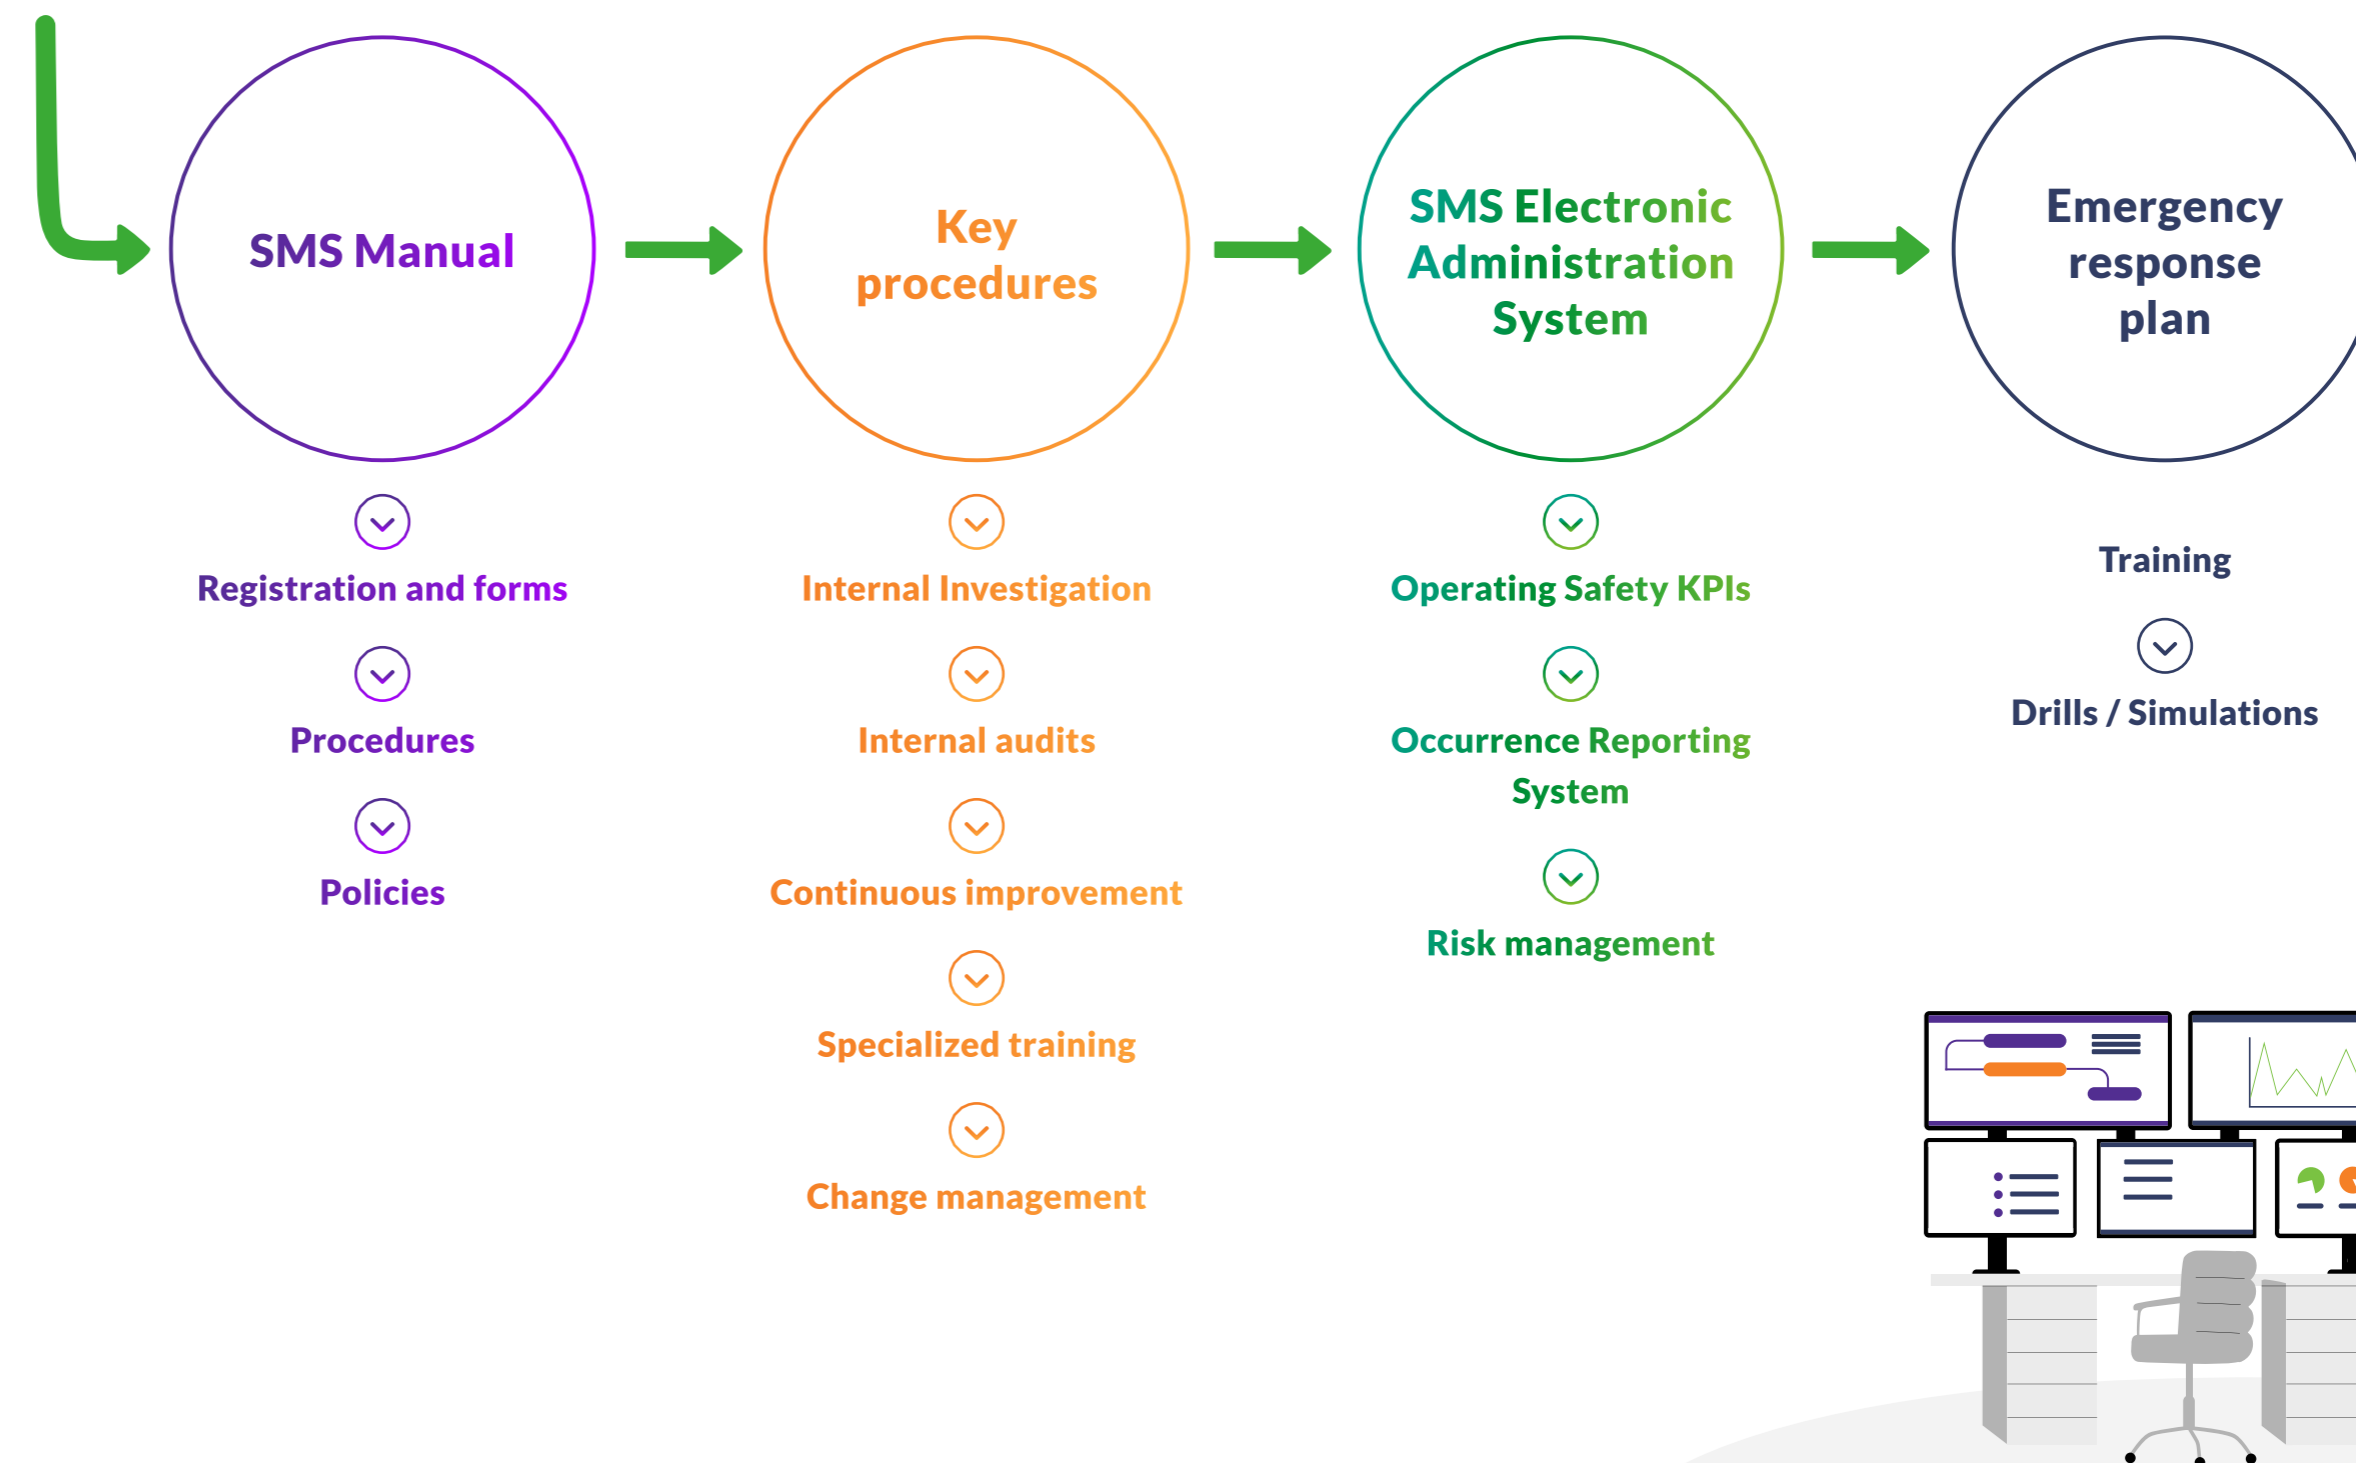 SMS Manual
Registration and forms
Procedures
Policies
Key
procedures
Internal Investigation
Internal audits
Continuous improvement
Specialized training
Change management
SMS Electronic
Administration
System
Operating Safety KPIs
Occurrence Reporting
System
Risk management
Emergency
response
plan
Training
Drills / Simulations